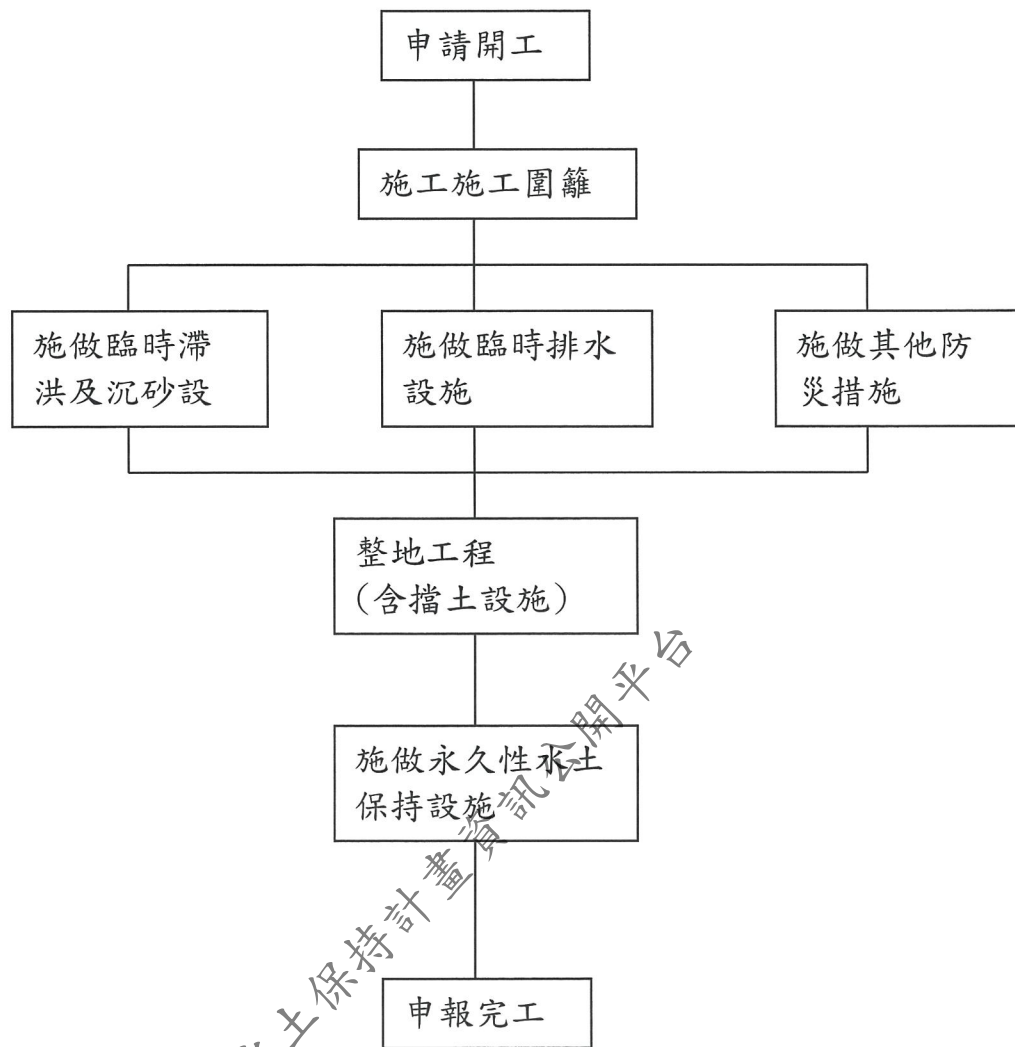 申請開工
施工施工圍籬
施做臨時滯
洪及沉砂設
施做臨時排水
設施
施做其他防
災措施
整地工程
(含擋土設施)
施做永久性水土
保持設施
申報完工
土保持計畫資訊公開平台